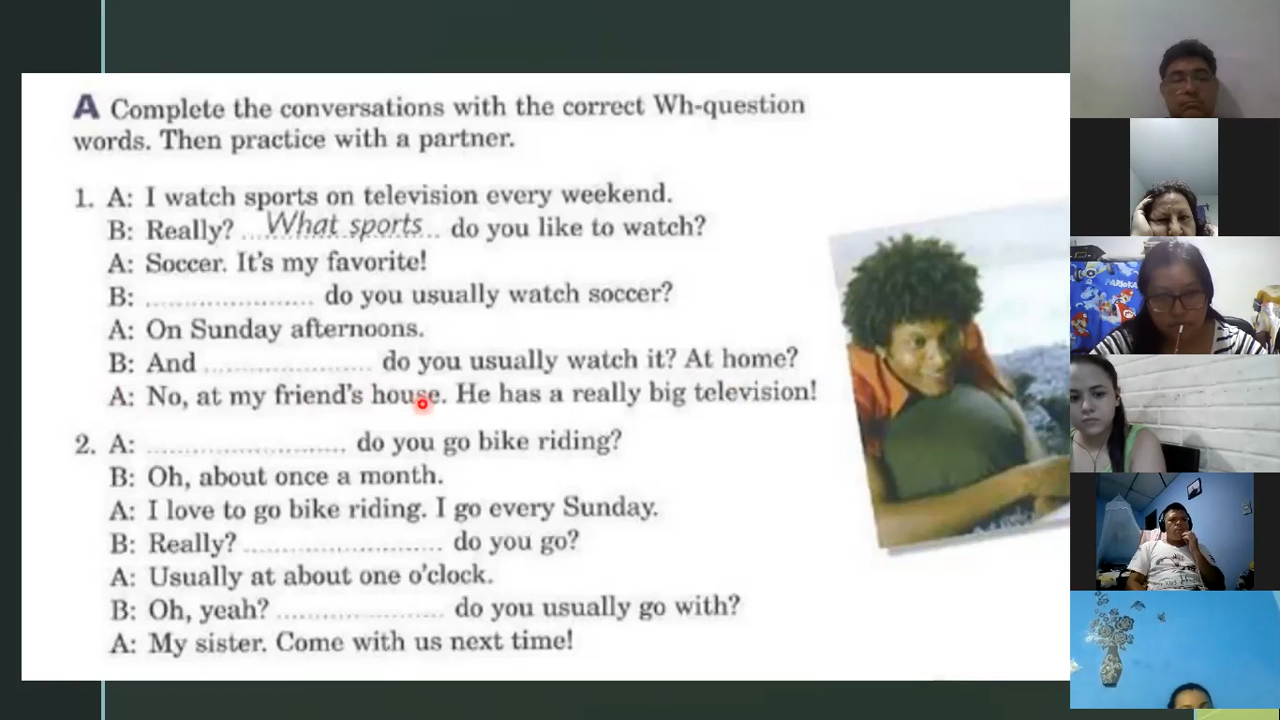 A Complete the conversations with the correct Wh-question
words. Then practice with a partner.
1. A: I watch sports on television every weekend.
B: Really? ...What sports... do you like to watch?
A: Soccer. It's my favorite!
B: ...................... do you usually watch soccer?
A: On Sunday afternoons.
B: And ...................... do you usually watch it? At home?
A: No, at my friend's house. He has a really big television!
2. A: .......................... do you go bike riding?
B: Oh, about once a month.
A: I love to go bike riding. I go every Sunday.
B: Really? .......................... do you go?
A: Usually at about one o'clock.
B: Oh, yeah? ...................... do you usually go with?
A: My sister. Come with us next time!